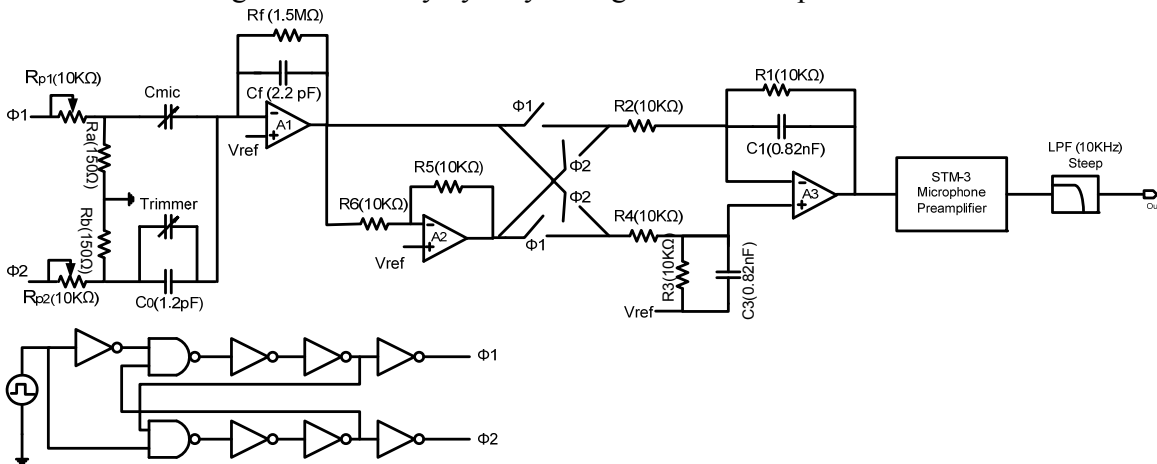 Rf (1.5MΩ)
Cf (2.2 pF)
A1
Vref
Rp1(10KΩ)
Φ1
Cmic
Ra(150Ω)
Rb(150Ω)
Trimmer
C0(1.2pF)
Φ2
Rp2(10KΩ)
R5(10KΩ)
R6(10KΩ)
A2
Vref
Φ1
Φ2
Φ2
Φ1
R2(10KΩ)
R4(10KΩ)
R3(10KΩ)
C3(0.82nF)
Vref
R1(10KΩ)
C1(0.82nF)
A3
STM-3
Microphone
Preamplifier
LPF (10KHz)
Steep
Φ1
Φ2